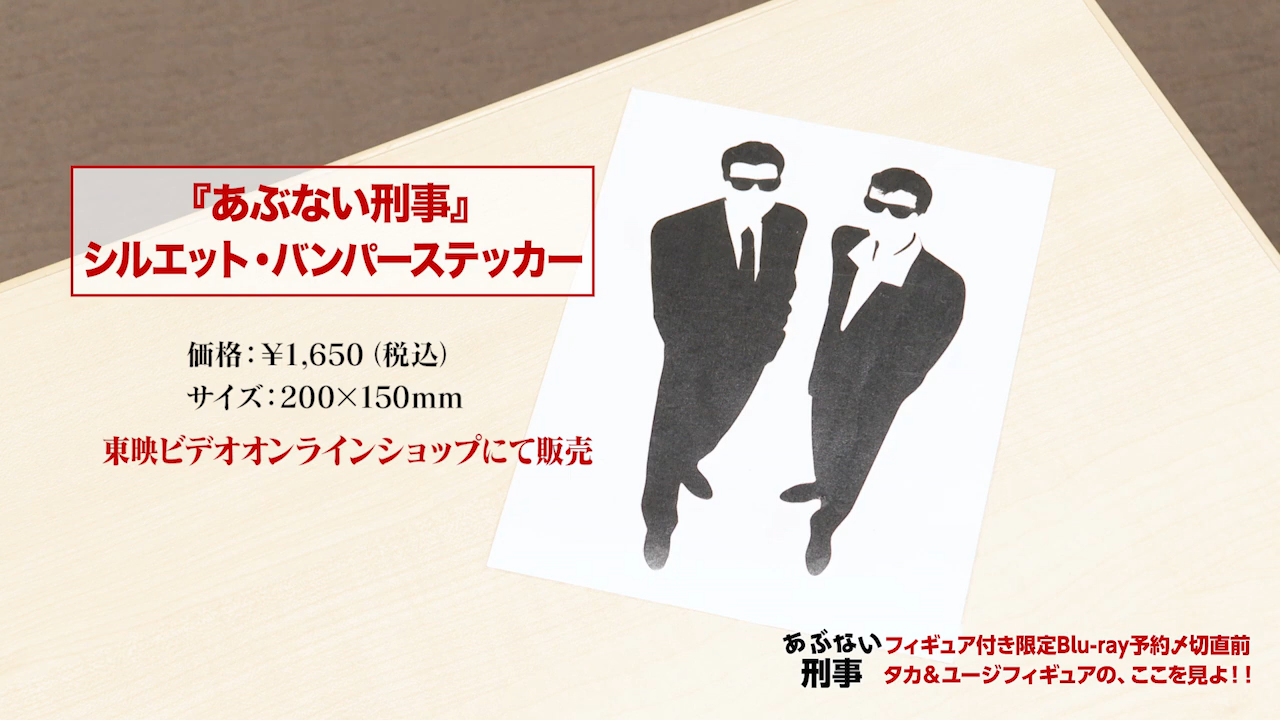 『あぶない刑事』
シルエット・バンパーステッカー
価格：￥1,650（税込）
サイズ：200×150mm
東映ビデオオンラインショップにて販売
あぶない
刑事
フィギュア付き限定Blu-ray予約〆切直前
タカ＆ユージフィギュアの、ここを見よ！！